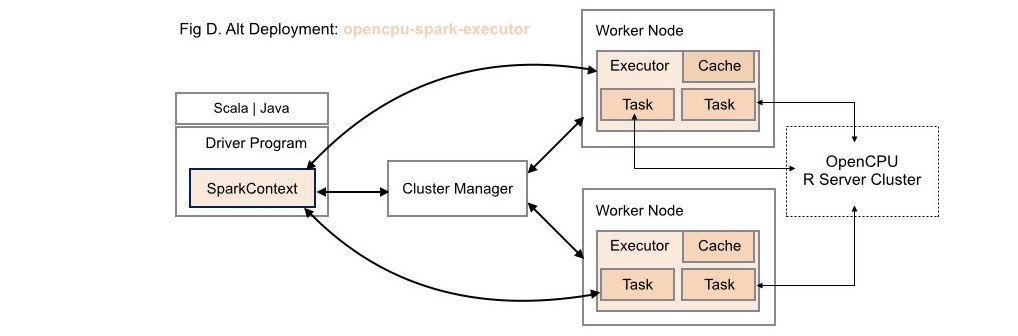 Fig D. Alt Deployment: opencpu-spark-executor
Scala | Java
Driver Program
SparkContext
Cluster Manager
Worker Node
Executor
Cache
Task
Task
Worker Node
Executor
Cache
Task
Task
OpenCPU
R Server Cluster